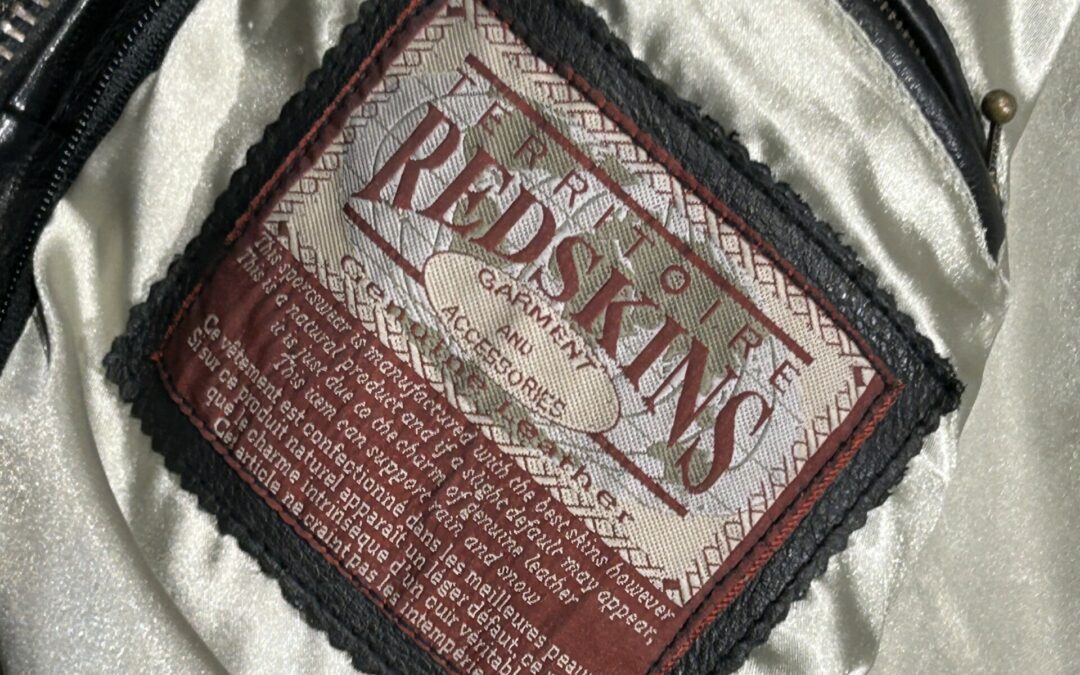 TERRITOIRE
REDSKINS
GARMENT
AND
ACCESSORIES
Genuine Leather
This sportswear is manufactured with the best skins however
This is a natural product and if a slight default may appear,
it is just due to the charm of genuine leather
This item can support rain and snow
Ce vêtement est confectionné dans les meilleures peau
Si sur ce produit naturel apparaît un léger défaut, ce
que le charme intrinsèque d'un cuir véritabl
Cet article ne craint pas les intempérie